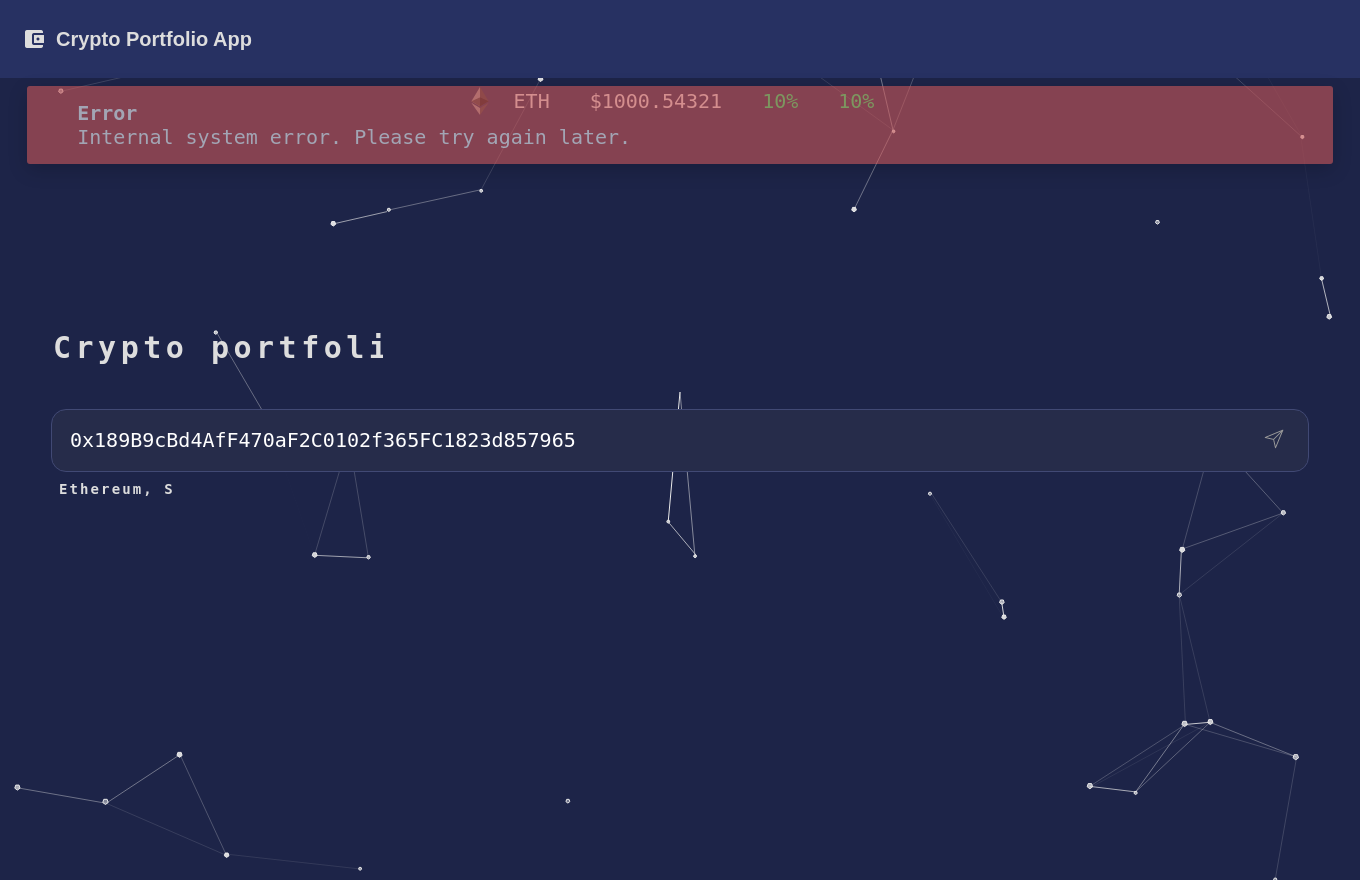 Crypto Portfolio App
ETH $1000.54321 10% 10%
Error
Internal system error. Please try again later.
Crypto portfoli
0x189B9cBd4AfF470aF2C0102f365FC1823d857965
Ethereum, S